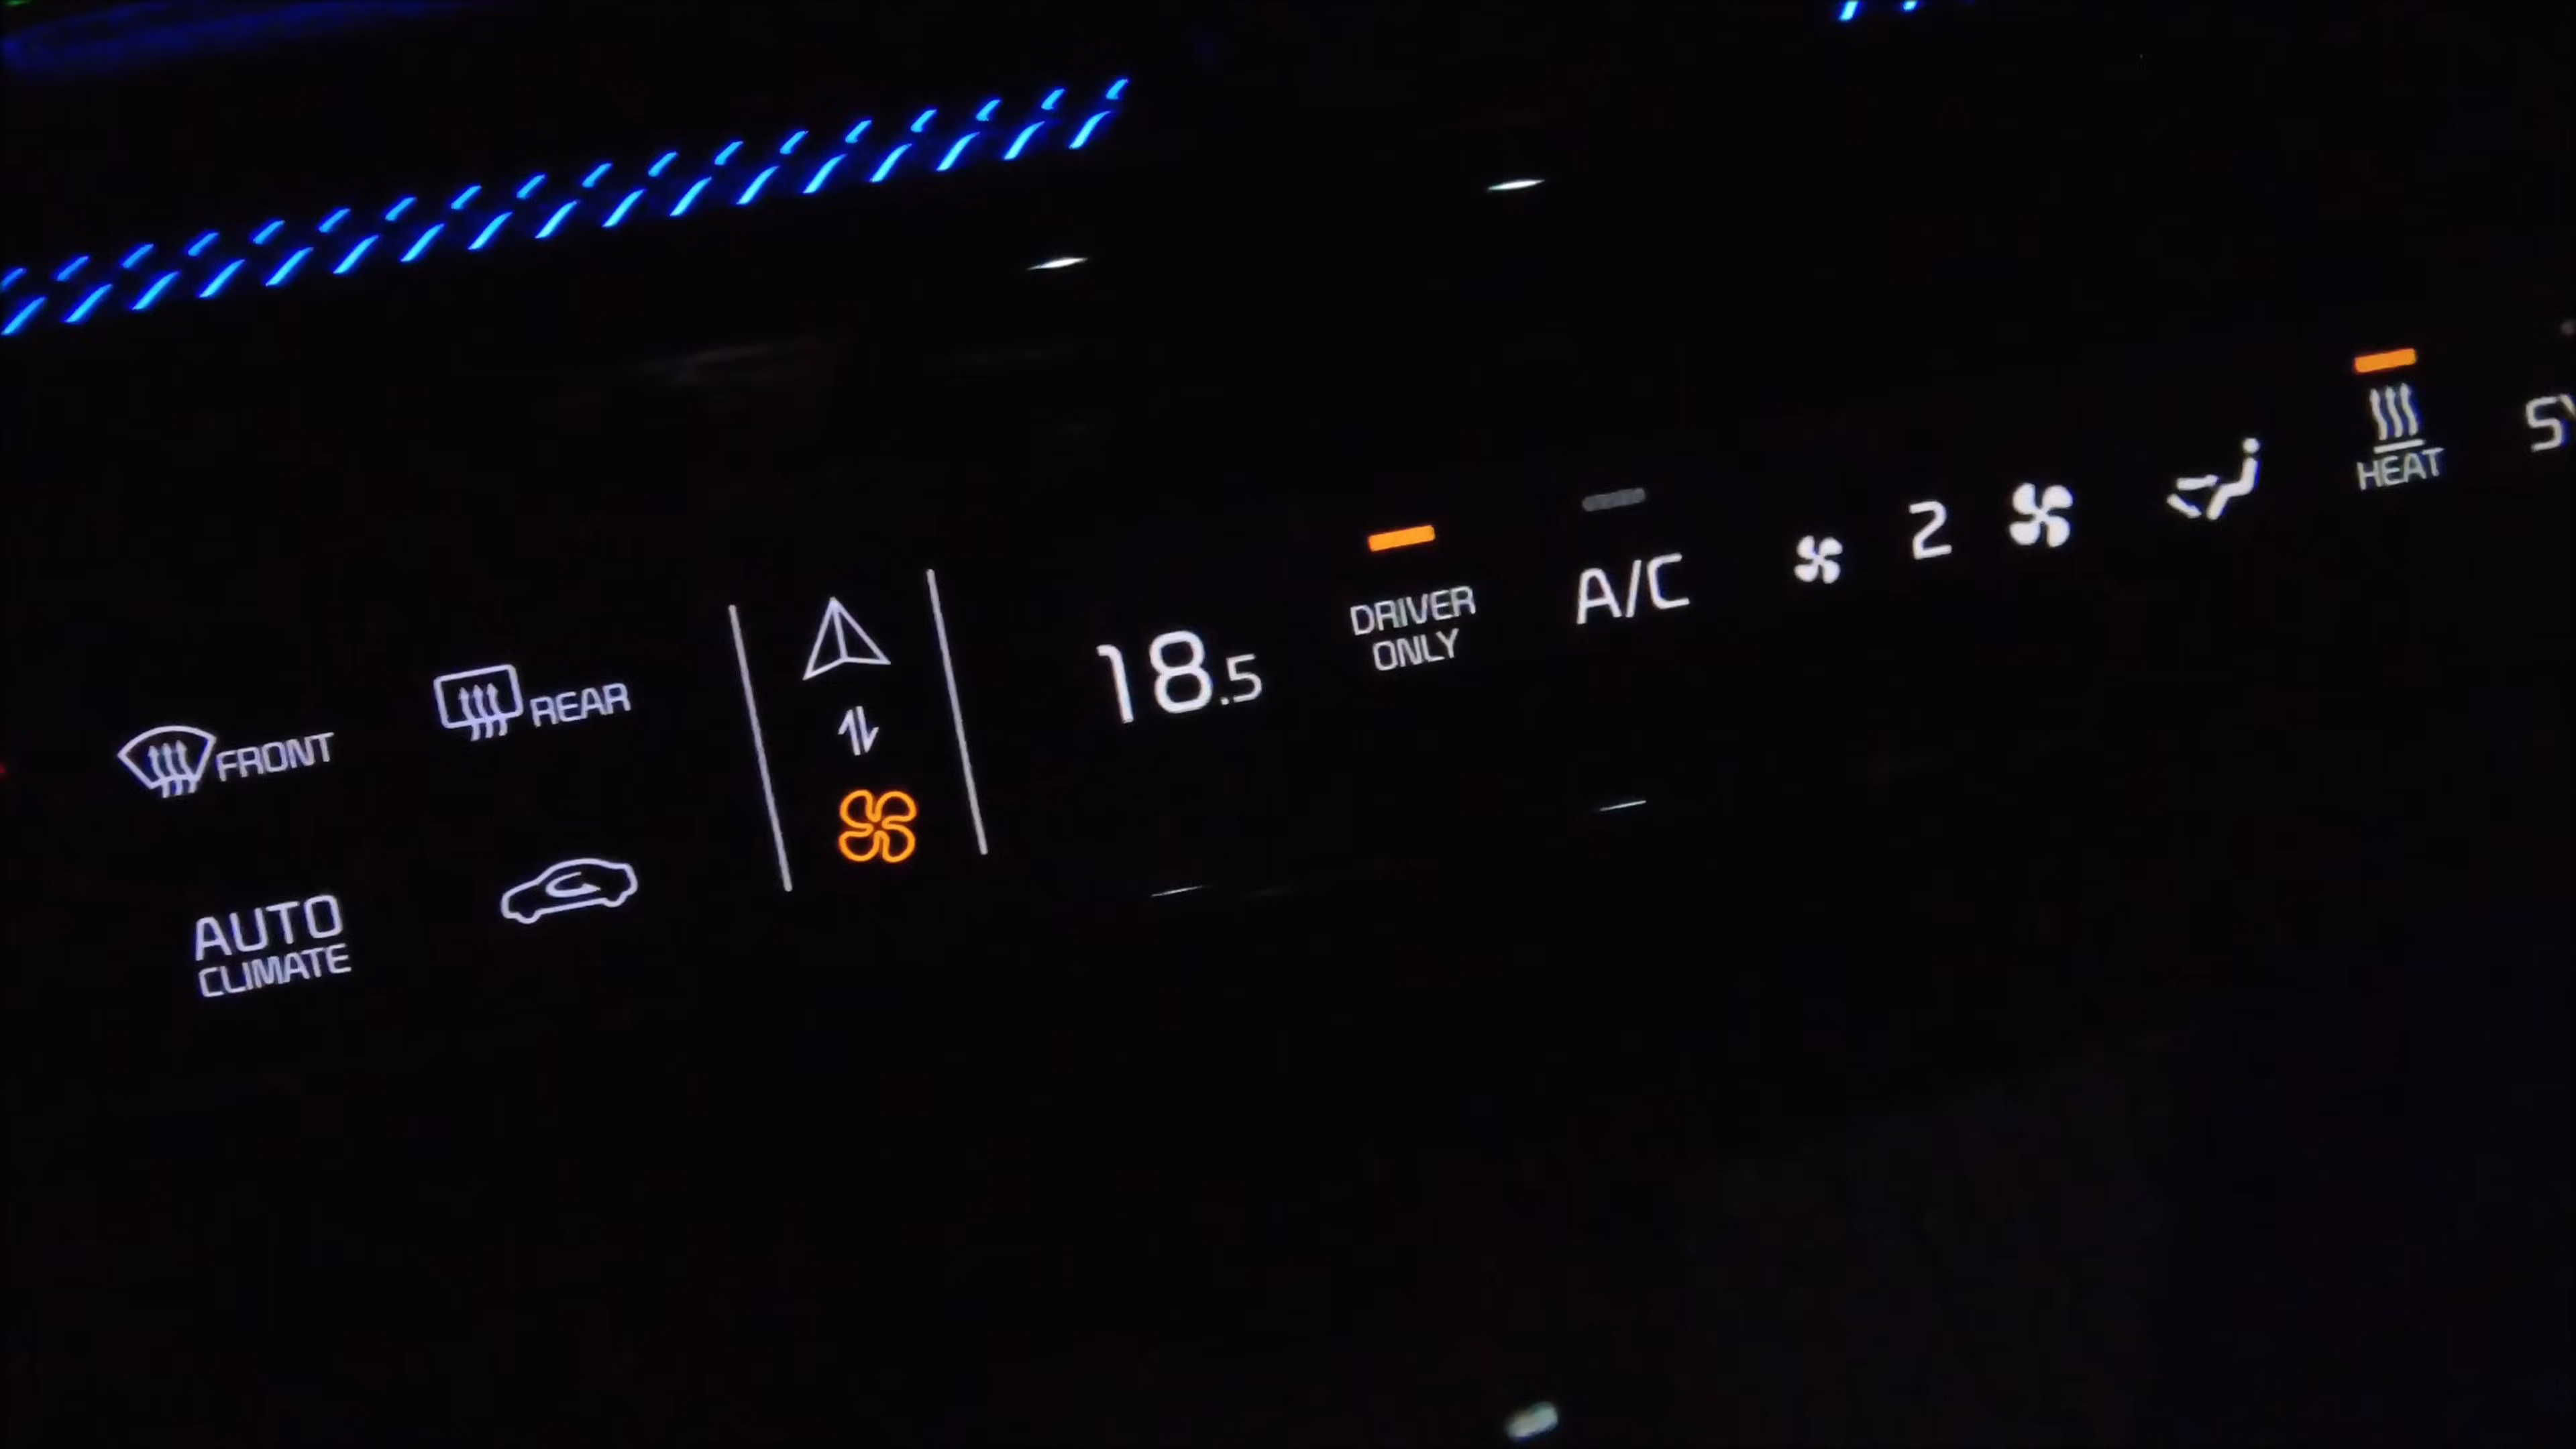 FRONT
REAR
AUTO
CLIMATE
18.5
DRIVER
ONLY
A/C
2
HEAT